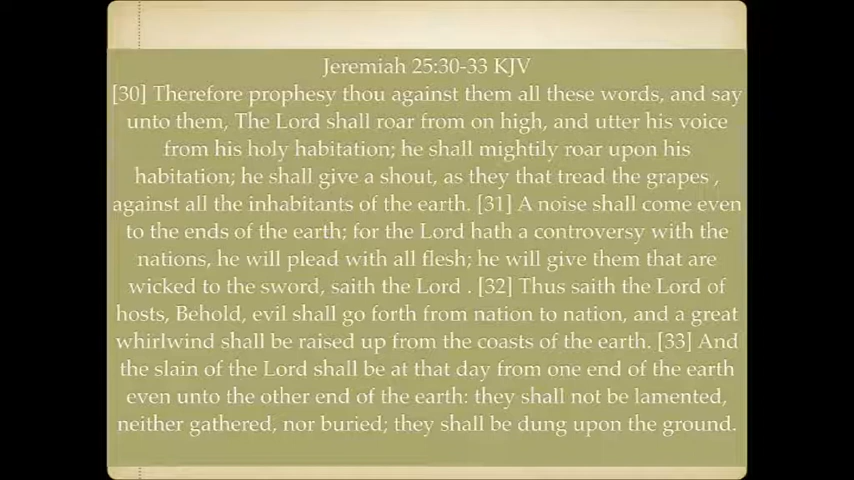 Jeremiah 25:30-33 KJV
[30] Therefore prophesy thou against them all these words, and say
unto them, The Lord shall roar from on high, and utter his voice
from his holy habitation; he shall mightily roar upon his
habitation; he shall give a shout, as they that tread the grapes ,
against all the inhabitants of the earth. [31] A noise shall come even
to the ends of the earth; for the Lord hath a controversy with the
nations, he will plead with all flesh; he will give them that are
wicked to the sword, saith the Lord . [32] Thus saith the Lord of
hosts, Behold, evil shall go forth from nation to nation, and a great
whirlwind shall be raised up from the coasts of the earth. [33] And
the slain of the Lord shall be at that day from one end of the earth
even unto the other end of the earth: they shall not be lamented,
neither gathered, nor buried; they shall be dung upon the ground.